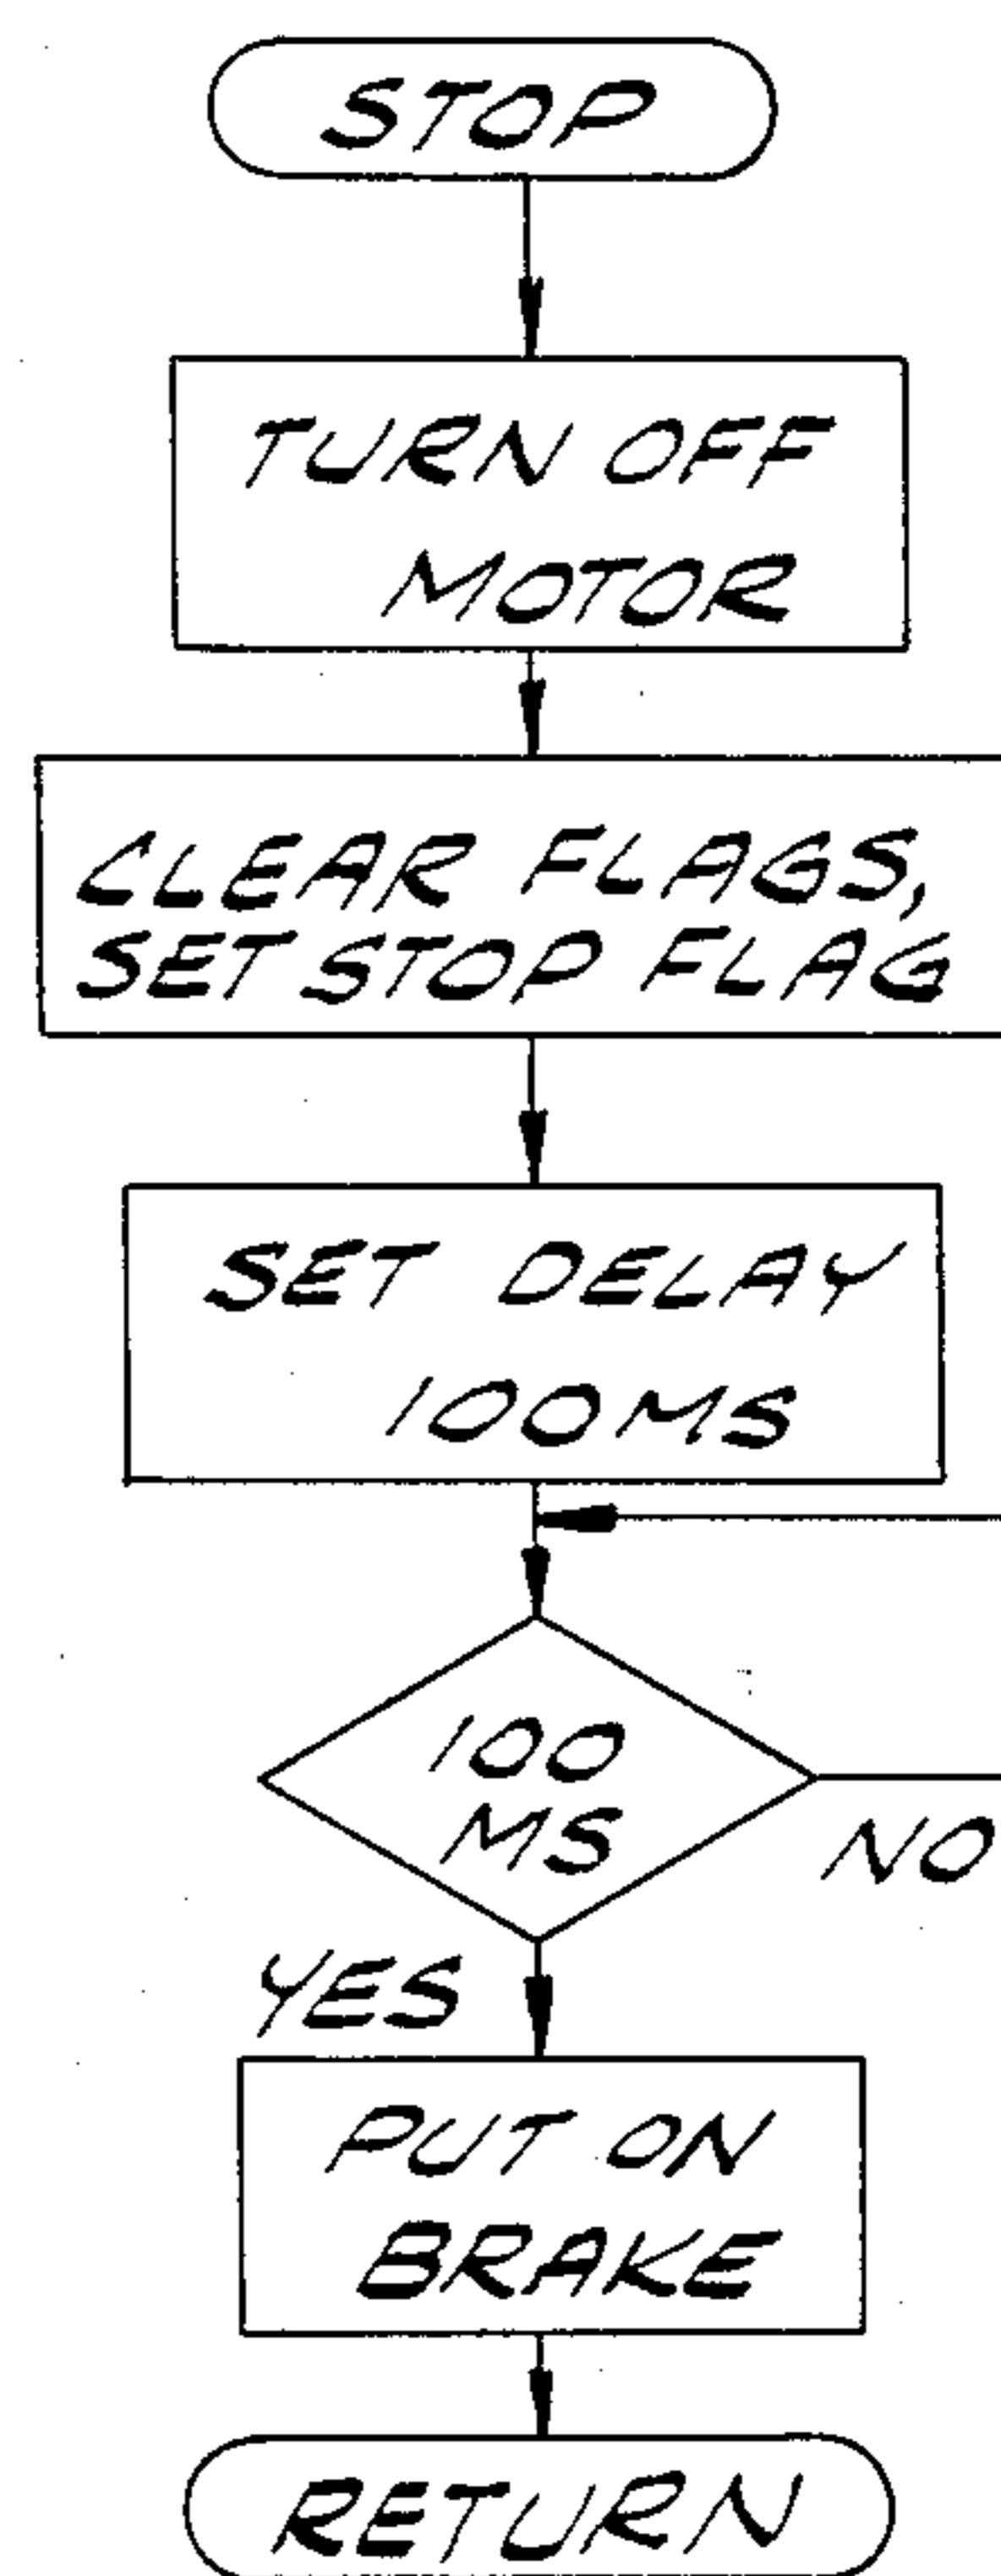 STOP
TURN OFF
MOTOR
CLEAR FLAGS,
SET STOP FLAG
SET DELAY
100MS
100
MS
NO
YES
PUT ON
BRAKE
RETURN